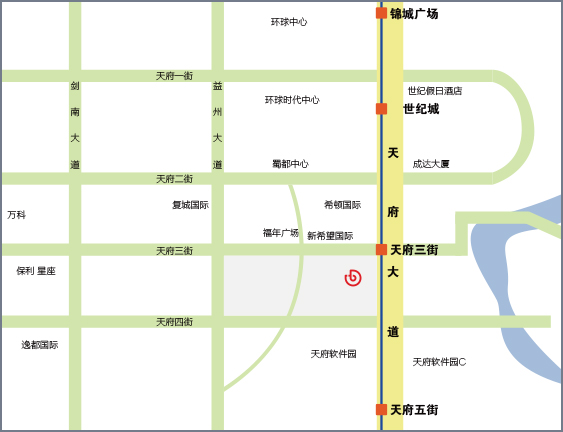 锦城广场
环球中心
天府一街
剑南大道
益州大道
世纪假日酒店
环球时代中心
世纪城
天府大道
蜀都中心
成达大厦
天府二街
复城国际
希顿国际
万科
福年广场
新希望国际
天府三街
天府三街
保利 星座
天府四街
逸都国际
天府软件园
天府软件园C
天府五街